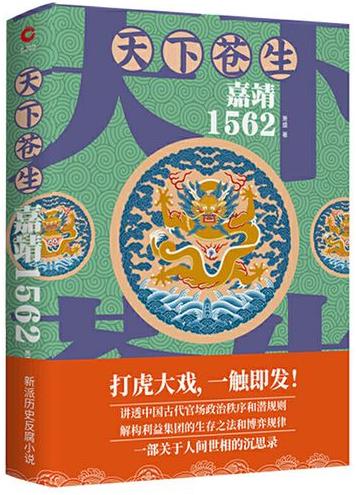 天下苍生
嘉靖
1562
著
打虎大戏，一触即发！
讲透中国古代官场政治秩序和潜规则
解构利益集团的生存之法和博弈规律
一部关于人间世相的沉思录
天下苍生
嘉靖1562
新派历史反腐小说